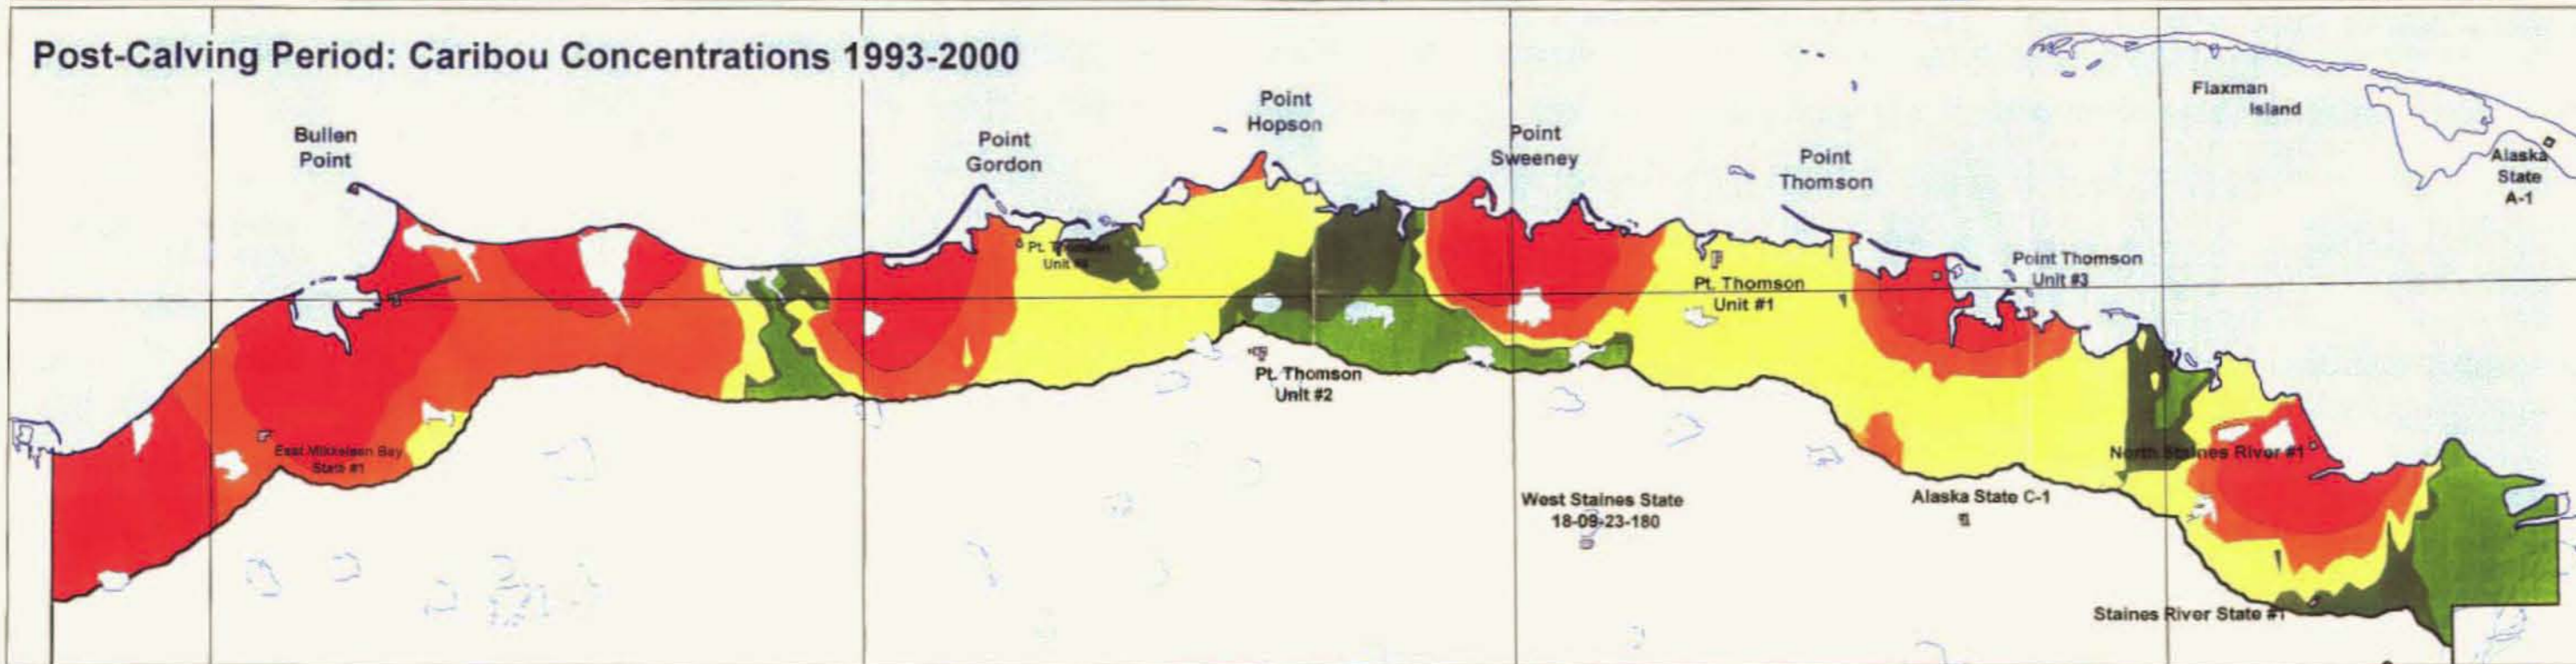 Post-Calving Period: Caribou Concentrations 1993-2000
Bullen
Point
Point
Gordon
Point
Hopson
Point
Sweeney
Point
Thomson
Flaxman
Island
Alaska
State
A-1
Pt. Thomson
Unit
Point Thomson
Unit #3
Pt. Thomson
Unit #1
Pt. Thomson
Unit #2
East Mikkelsen Bay
State #1
North Staines River #1
West Staines State
18-09-23-180
Alaska State C-1
Staines River State #1